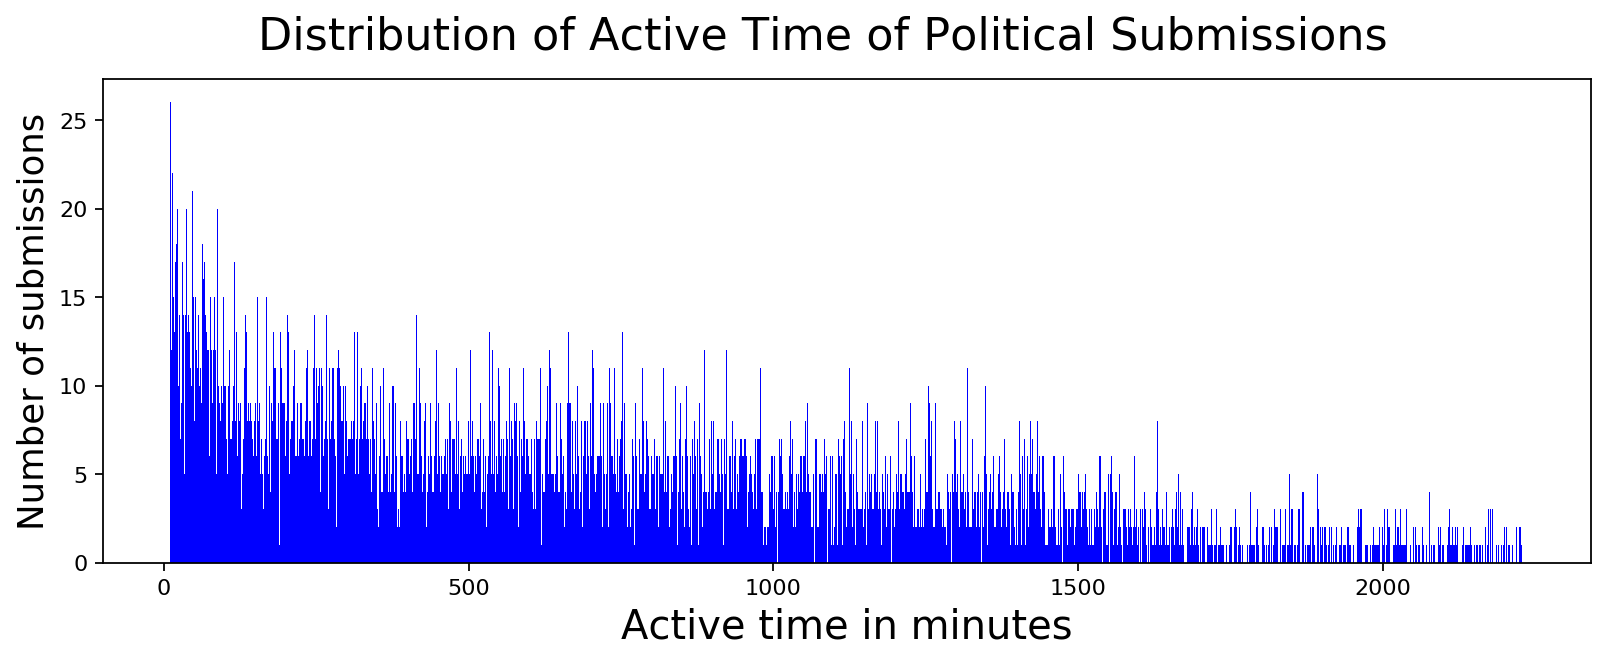 Distribution of Active Time of Political Submissions
Number of submissions
25
20
15
10
5
0
0 500 1000 1500 2000
Active time in minutes